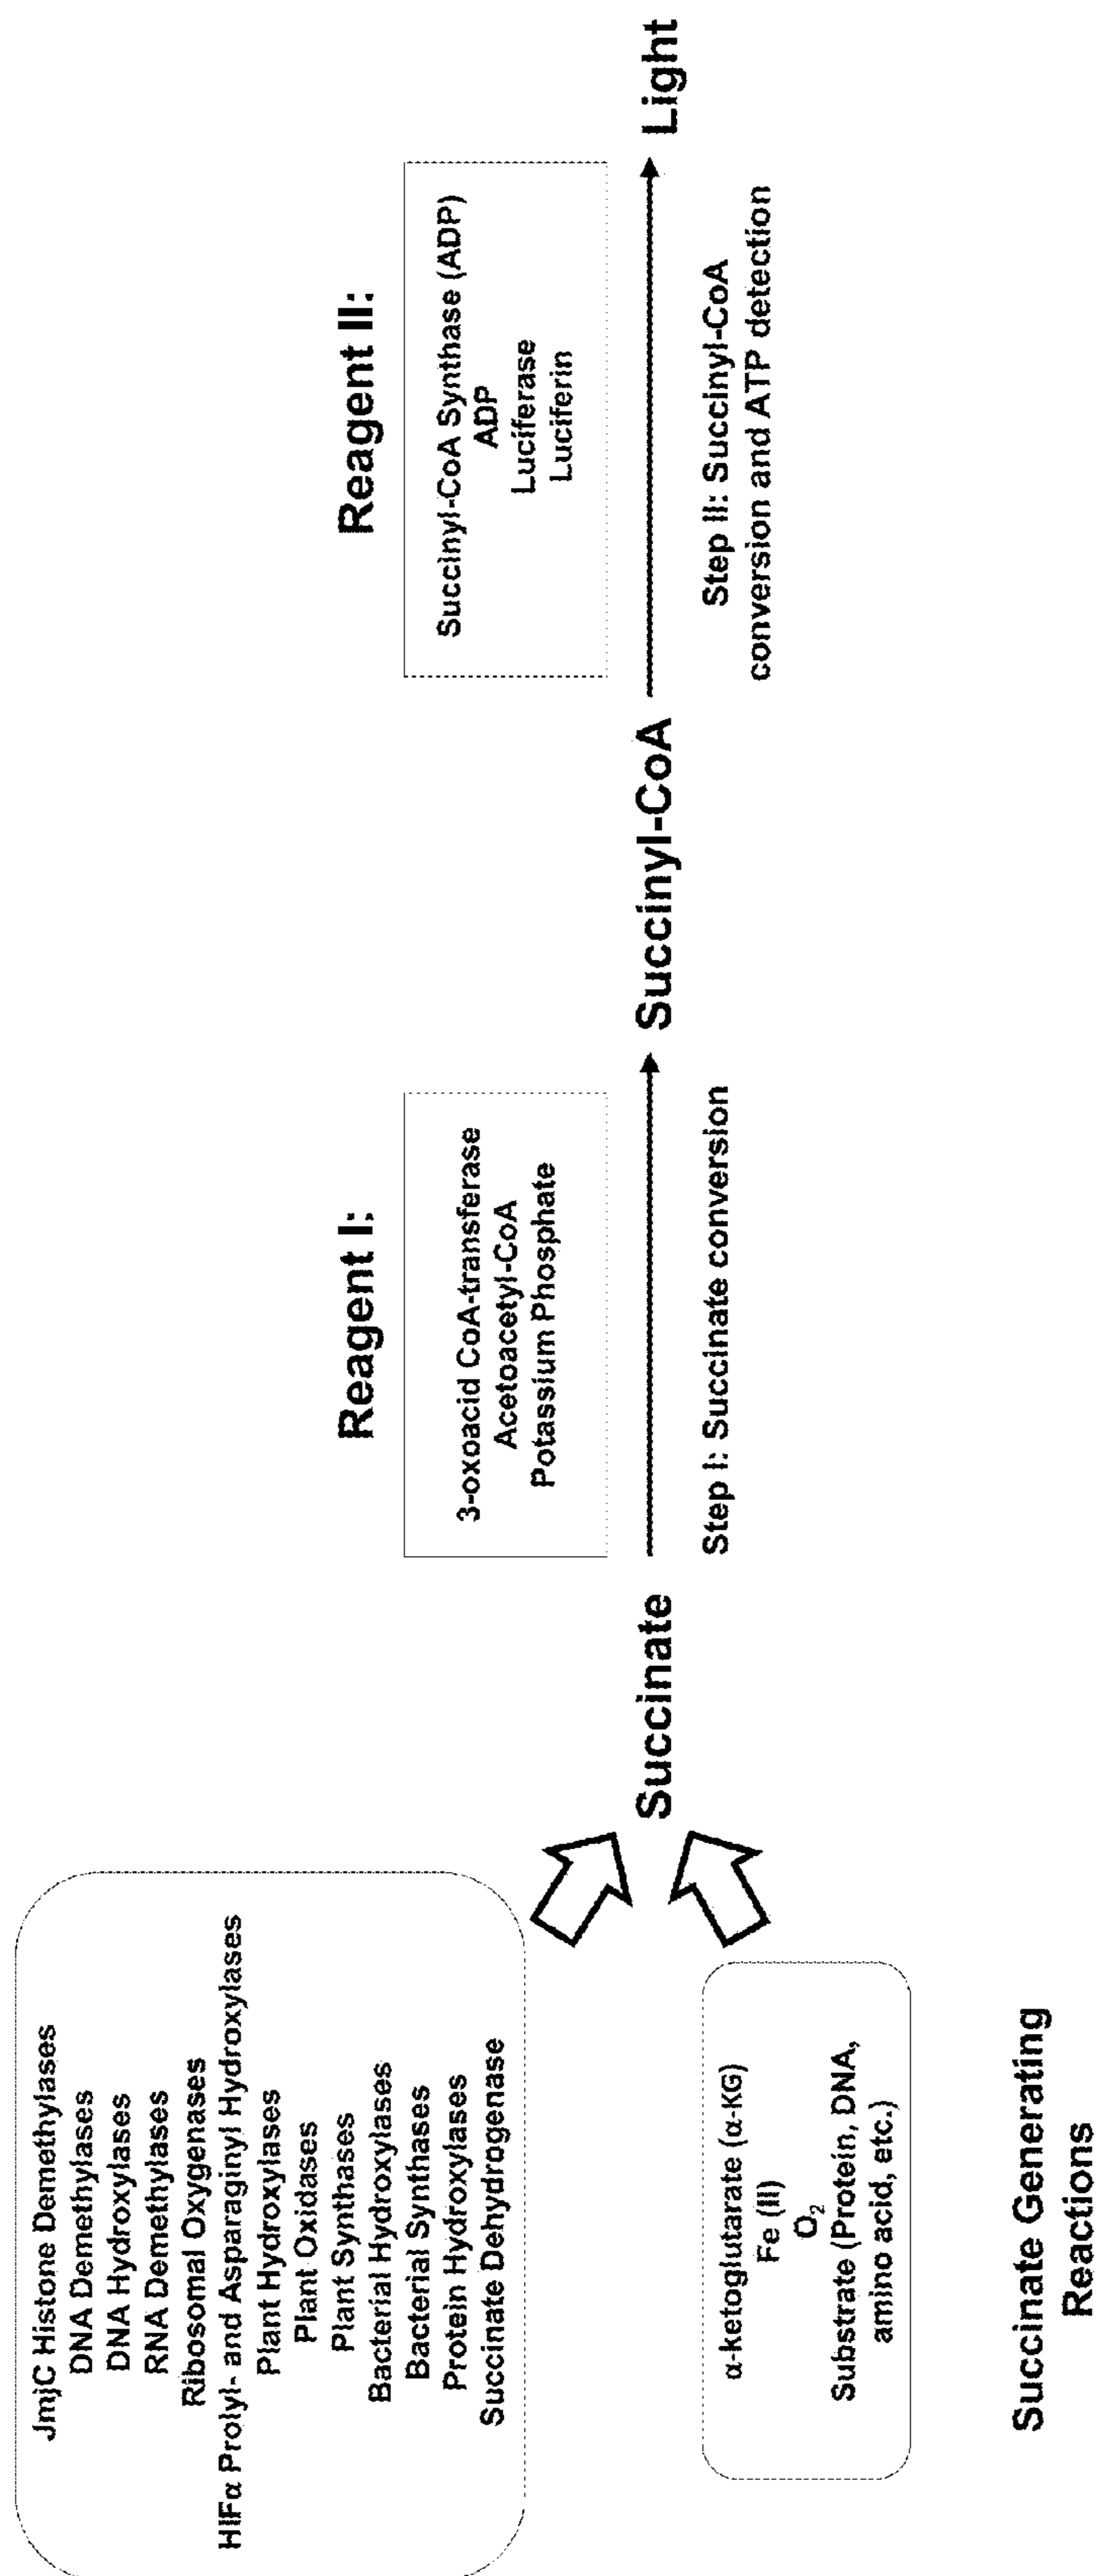 JmjC Histone Demethylases
DNA Demethylases
DNA Hydroxylases
RNA Demethylases
Ribosomal Oxygenases
HIFα Prolyl- and Asparaginyl Hydroxylases
Plant Hydroxylases
Plant Oxidases
Plant Synthases
Bacterial Hydroxylases
Bacterial Synthases
Protein Hydroxylases
Succinate Dehydrogenase
α-ketoglutarate (α-KG)
Fe (II)
O₂
Substrate (Protein, DNA,
amino acid, etc.)
Succinate Generating
Reactions
Succinate
Reagent I:
3-oxoacid CoA-transferase
Acetoacetyl-CoA
Potassium Phosphate
Step I: Succinate conversion
Succinyl-CoA
Reagent II:
Succinyl-CoA Synthase (ADP)
ADP
Luciferase
Luciferin
Step II: Succinyl-CoA
conversion and ATP detection
Light